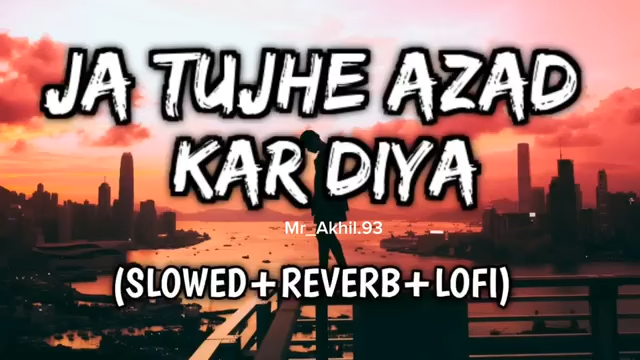 JA TUJHE AZAD
KAR DIYA
Mr_Akhil.93
(SLOWED+REVERB+LOFI)